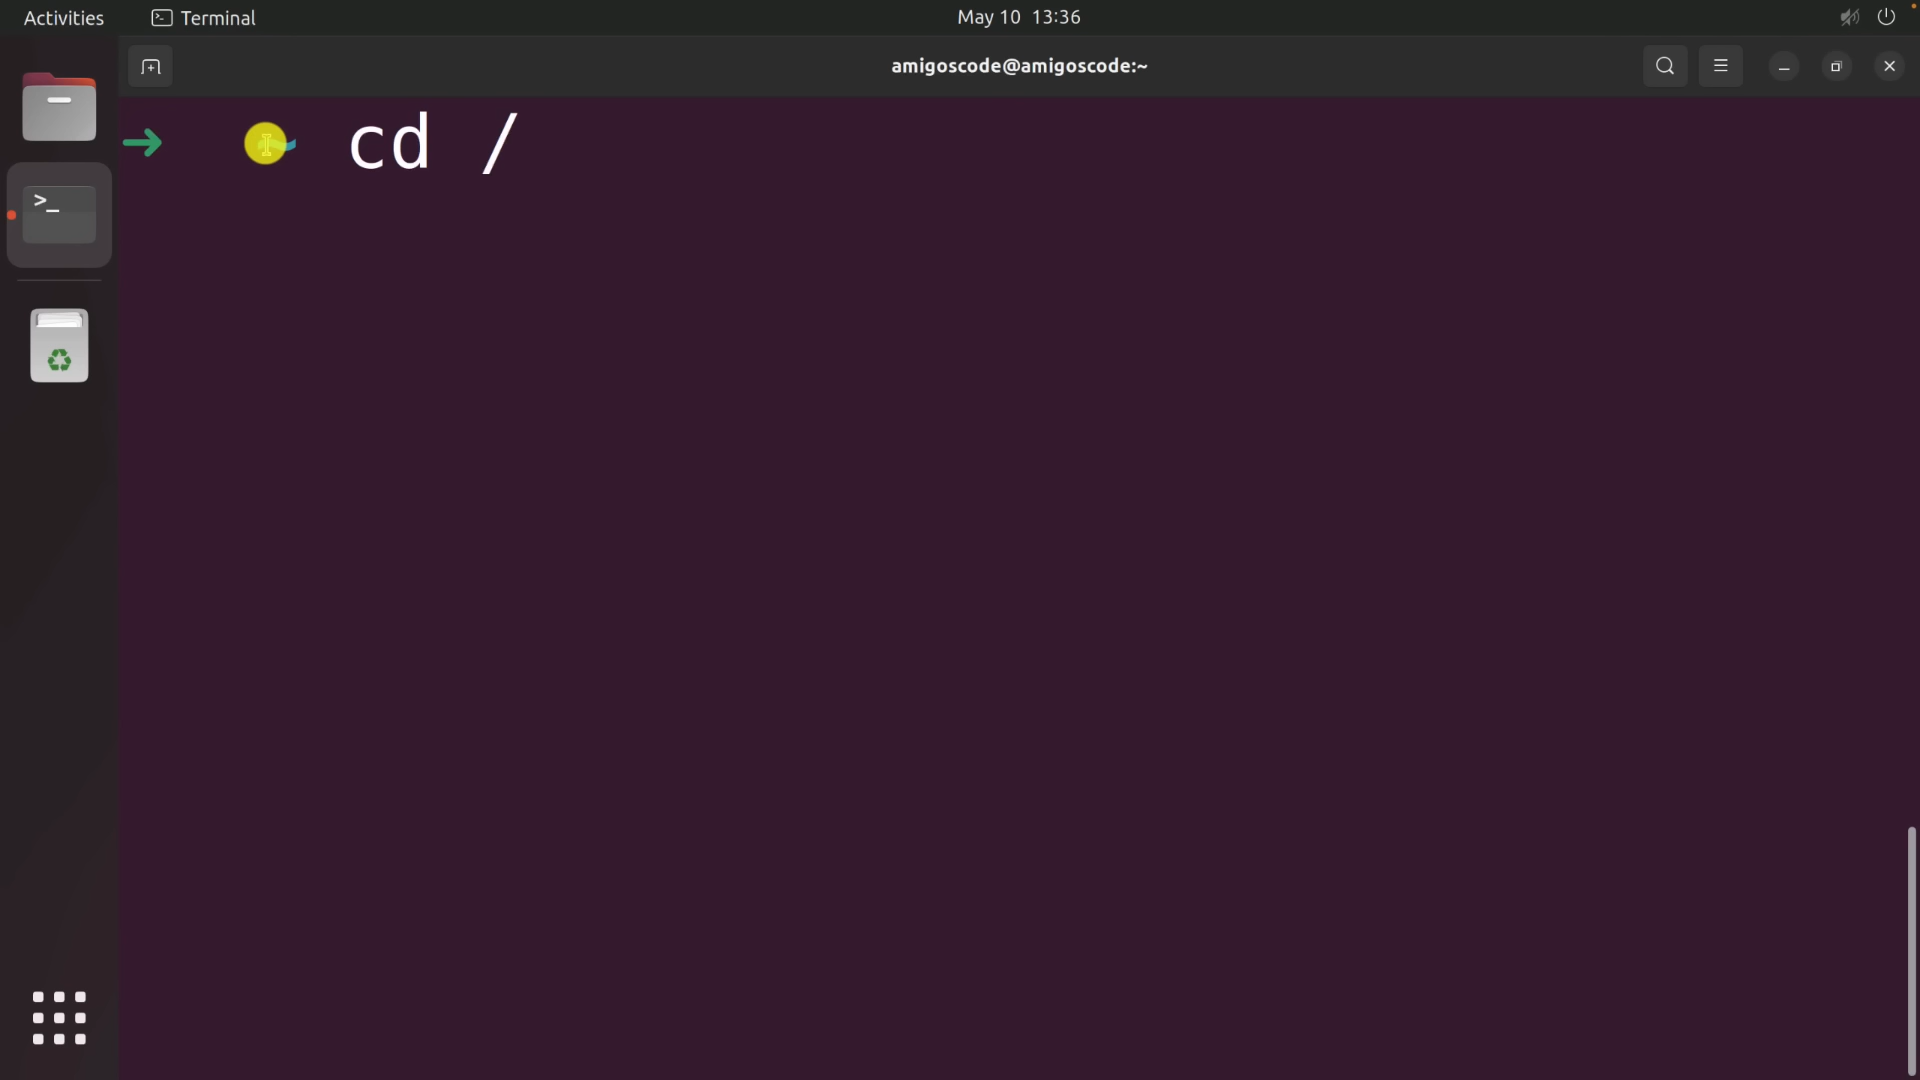 Activities
Terminal
May 10 13:36
amigoscode@amigoscode:~
>_
➜ ~ cd /